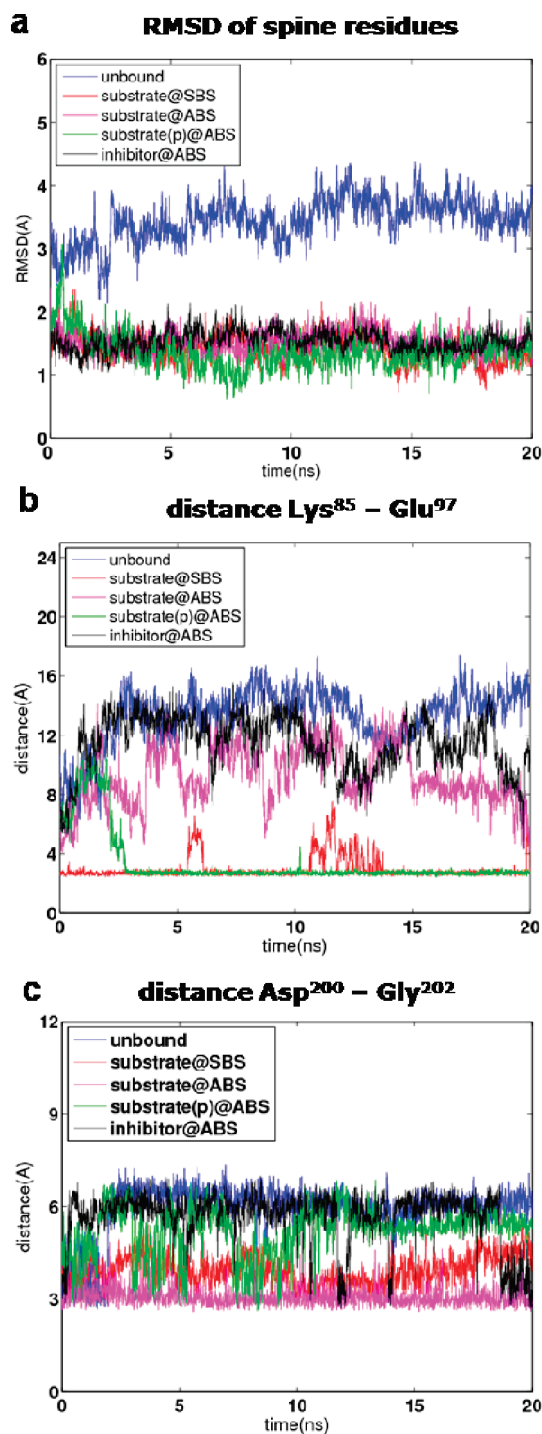 a RMSD of spine residues
6
unbound
substrate@SBS
substrate@ABS
substrate(p)@ABS
inhibitor@ABS
5
4
3
2
1
0
RMSD(A)
0 5 10 15 20
time(ns)
b distance Lys85 – Glu97
24
unbound
substrate@SBS
substrate@ABS
substrate(p)@ABS
inhibitor@ABS
20
16
12
8
4
0
distance(A)
0 5 10 15 20
time(ns)
c distance Asp200 – Gly202
12
unbound
substrate@SBS
substrate@ABS
substrate(p)@ABS
inhibitor@ABS
9
6
3
0
distance(A)
0 5 10 15 20
time(ns)